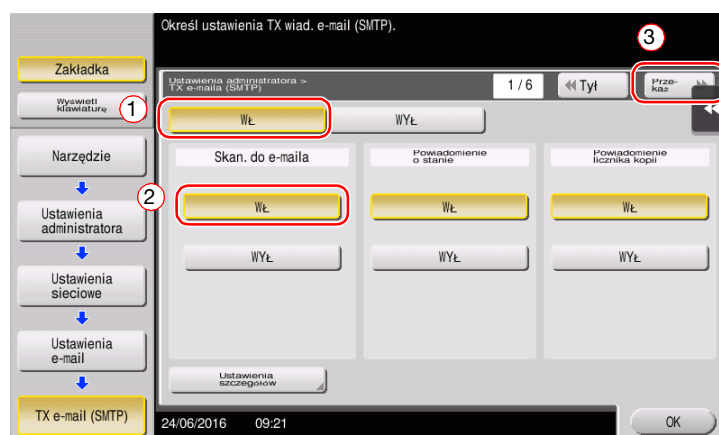 Określ ustawienia TX wiad. e-mail (SMTP).
3
Zakładka
Wyświetl
klawiaturę
1
Ustawienia administratora >
TX e-maila (SMTP)
1 / 6
Tył
Prze-
każ
WŁ
WYŁ
Narzędzie
Skan. do e-maila
Powiadomienie
o stanie
Powiadomienie
licznika kopii
2
WŁ
WŁ
WŁ
Ustawienia
administratora
WYŁ
WYŁ
WYŁ
Ustawienia
sieciowe
Ustawienia
e-mail
Ustawienia
szczegółów
TX e-mail (SMTP)
24/06/2016 09:21
OK